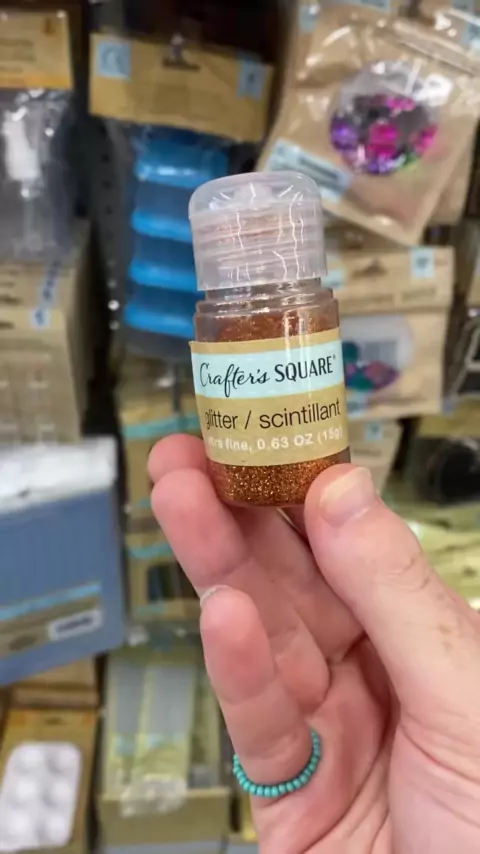 Crafter's SQUARE®
glitter / scintillant
fine, 0.63 OZ (15g)